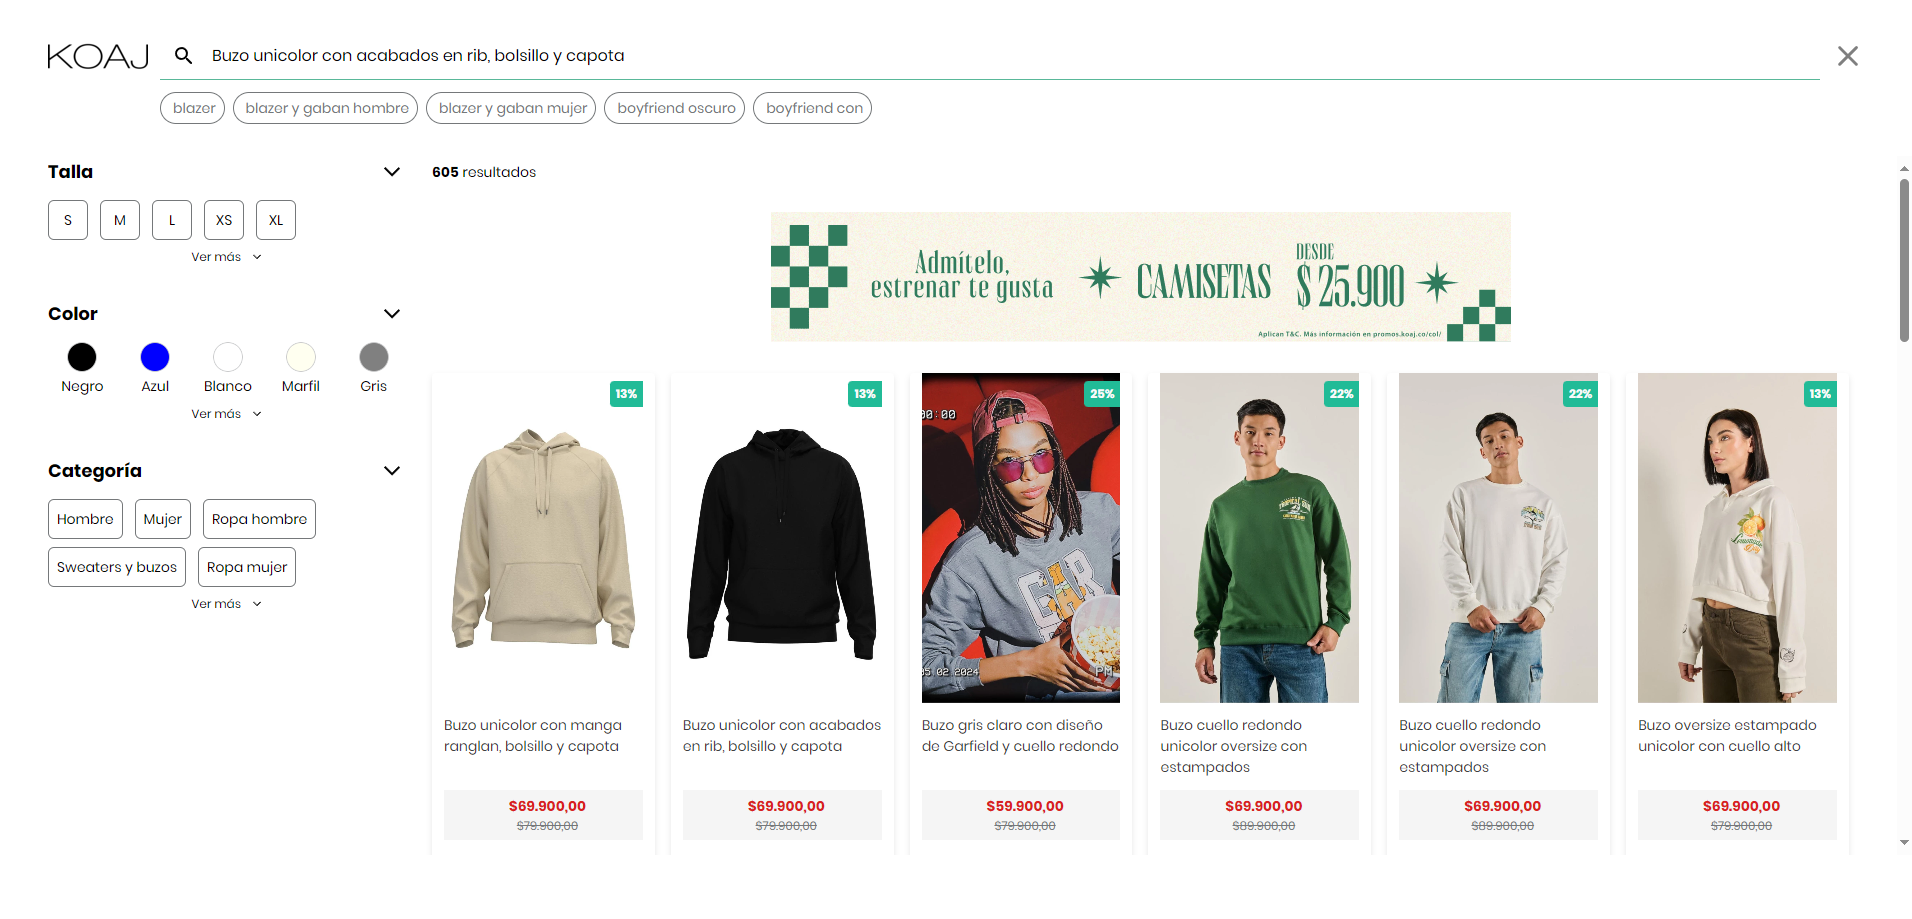 KOAJ
Buzo unicolor con acabados en rib, bolsillo y capota
blazer
blazer y gaban hombre
blazer y gaban mujer
boyfriend oscuro
boyfriend con
Talla
S
M
L
XS
XL
Ver más
Color
Negro
Azul
Blanco
Marfil
Gris
Ver más
Categoría
Hombre
Mujer
Ropa hombre
Sweaters y buzos
Ropa mujer
Ver más
605 resultados
Admítelo,
estrenar te gusta
CAMISETAS
DESDE
$ 25.900
Aplican T&C. Más información en promos.koaj.co/col/
13%
Buzo unicolor con manga
ranglan, bolsillo y capota
$69.900,00
$79.900,00
13%
Buzo unicolor con acabados
en rib, bolsillo y capota
$69.900,00
$79.900,00
25%
00:00
GAR
05 02 2024
PM
Buzo gris claro con diseño
de Garfield y cuello redondo
$59.900,00
$79.900,00
22%
Buzo cuello redondo
unicolor oversize con
estampados
$69.900,00
$89.900,00
22%
Buzo cuello redondo
unicolor oversize con
estampados
$69.900,00
$89.900,00
13%
Buzo oversize estampado
unicolor con cuello alto
$69.900,00
$79.900,00